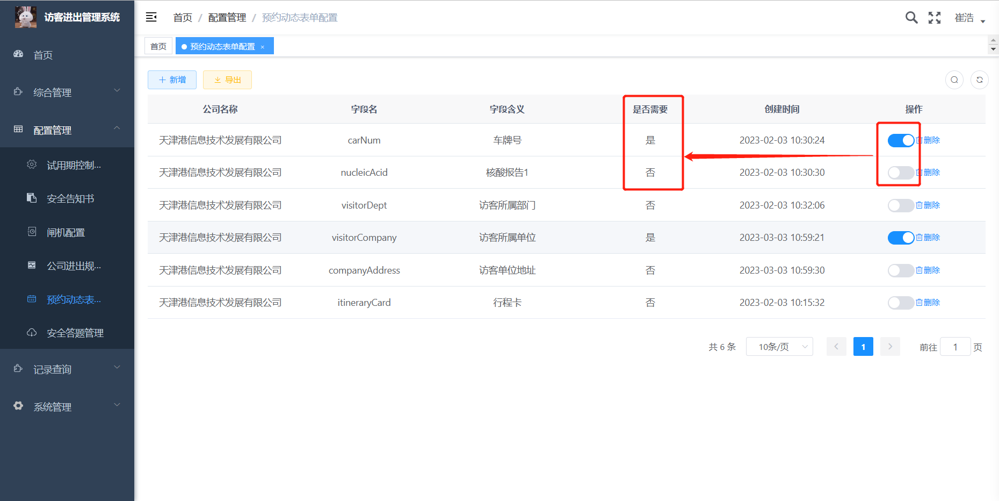 访客进出管理系统
首页
综合管理
配置管理
试用期控制...
安全告知书
闸机配置
公司进出规...
预约动态表...
安全答题管理
记录查询
系统管理
首页 / 配置管理 / 预约动态表单配置
崔浩
首页
预约动态表单配置 ×
+ 新增
导出
公司名称 字段名 字段含义 是否需要 创建时间 操作
天津港信息技术发展有限公司 carNum 车牌号 是 2023-02-03 10:30:24 删除
天津港信息技术发展有限公司 nucleicAcid 核酸报告1 否 2023-02-03 10:30:30 删除
天津港信息技术发展有限公司 visitorDept 访客所属部门 否 2023-02-03 10:32:06 删除
天津港信息技术发展有限公司 visitorCompany 访客所属单位 是 2023-03-03 10:59:21 删除
天津港信息技术发展有限公司 companyAddress 访客单位地址 否 2023-03-03 10:59:30 删除
天津港信息技术发展有限公司 itineraryCard 行程卡 否 2023-02-03 10:15:32 删除
共 6 条 10条/页 1 前往 1 页